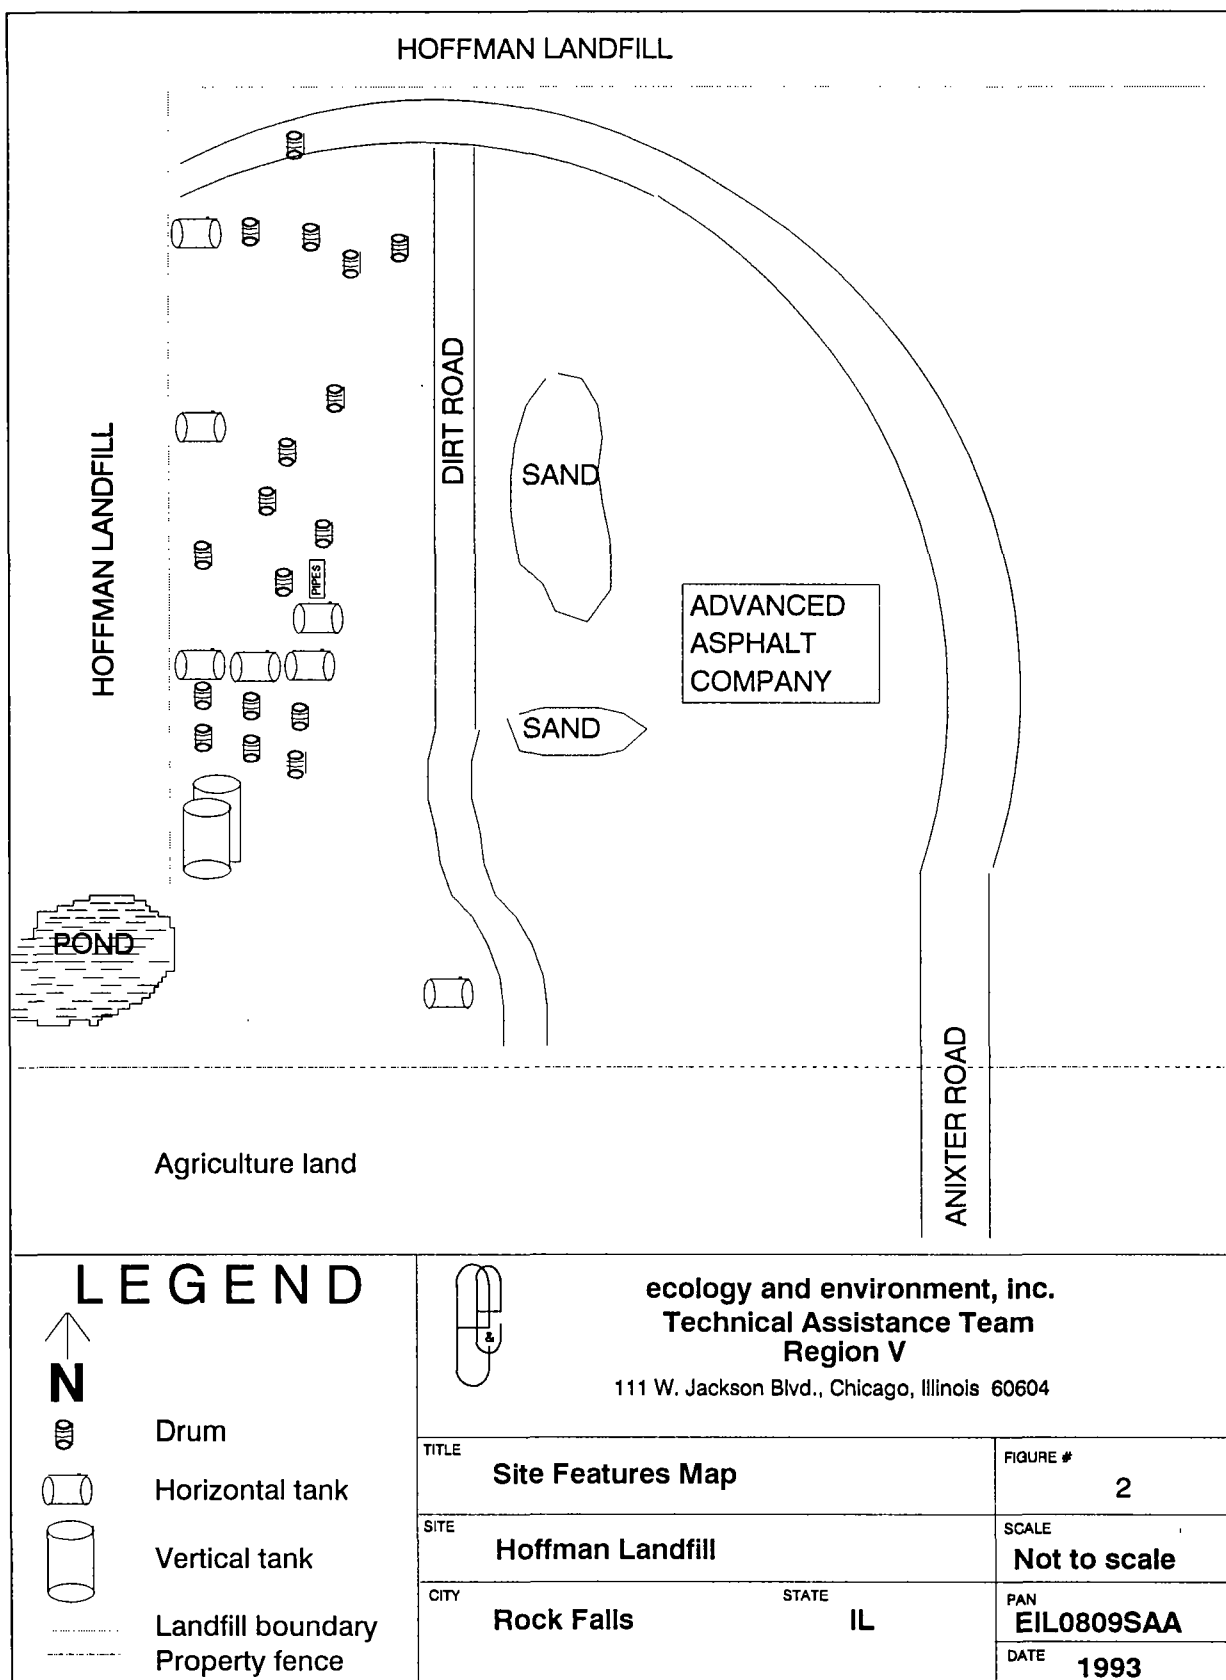 HOFFMAN LANDFILL
HOFFMAN LANDFILL
DIRT ROAD
SAND
PIPES
ADVANCED
ASPHALT
COMPANY
SAND
POND
ANIXTER ROAD
Agriculture land
LEGEND
N
Drum
Horizontal tank
Vertical tank
Landfill boundary
Property fence
&
ecology and environment, inc.
Technical Assistance Team
Region V
111 W. Jackson Blvd., Chicago, Illinois 60604
TITLE
Site Features Map
FIGURE #
2
SITE
Hoffman Landfill
SCALE
Not to scale
CITY
Rock Falls
STATE
IL
PAN
EIL0809SAA
DATE
1993